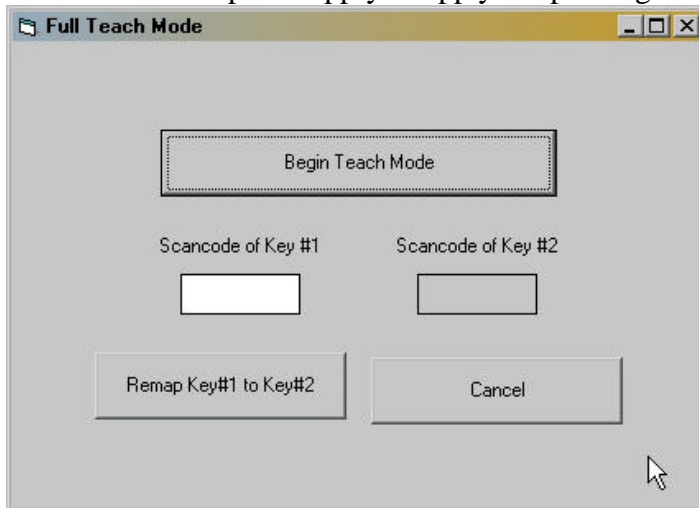 Full Teach Mode
Begin Teach Mode
Scancode of Key #1 Scancode of Key #2
Remap Key#1 to Key#2 Cancel